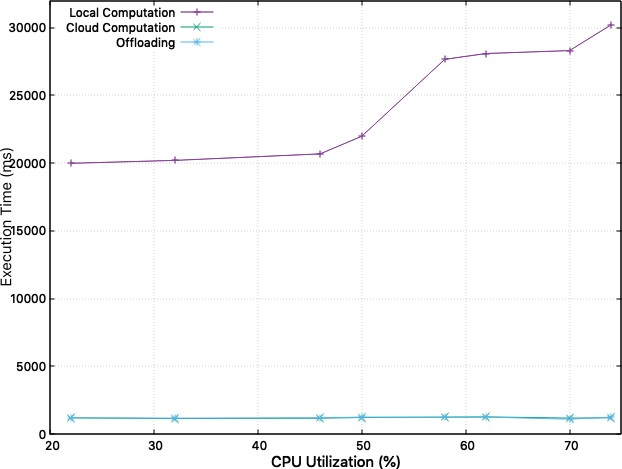 Local Computation
Cloud Computation
Offloading
30000
25000
20000
15000
10000
5000
0
Execution Time (ms)
20 30 40 50 60 70
CPU Utilization (%)